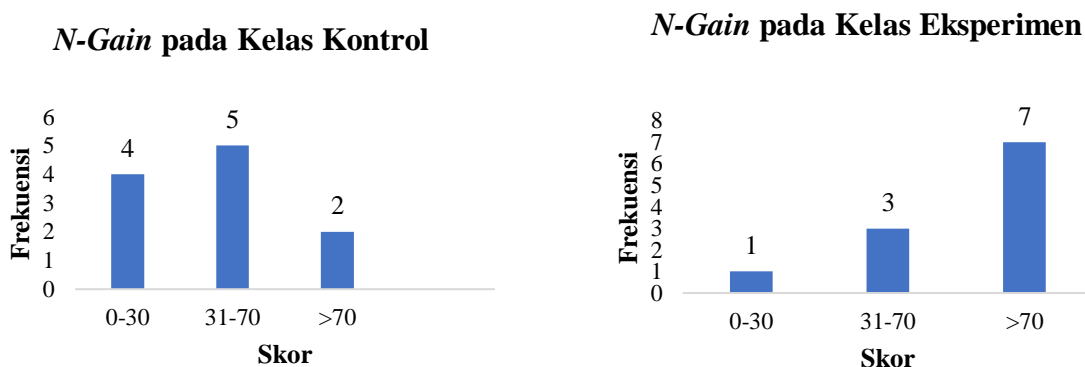 N-Gain pada Kelas Kontrol
6
5
4
3
2
1
0
Frekuensi
4
5
2
0-30 31-70 >70
Skor
N-Gain pada Kelas Eksperimen
8
7
6
5
4
3
2
1
0
Frekuensi
1
3
7
0-30 31-70 >70
Skor